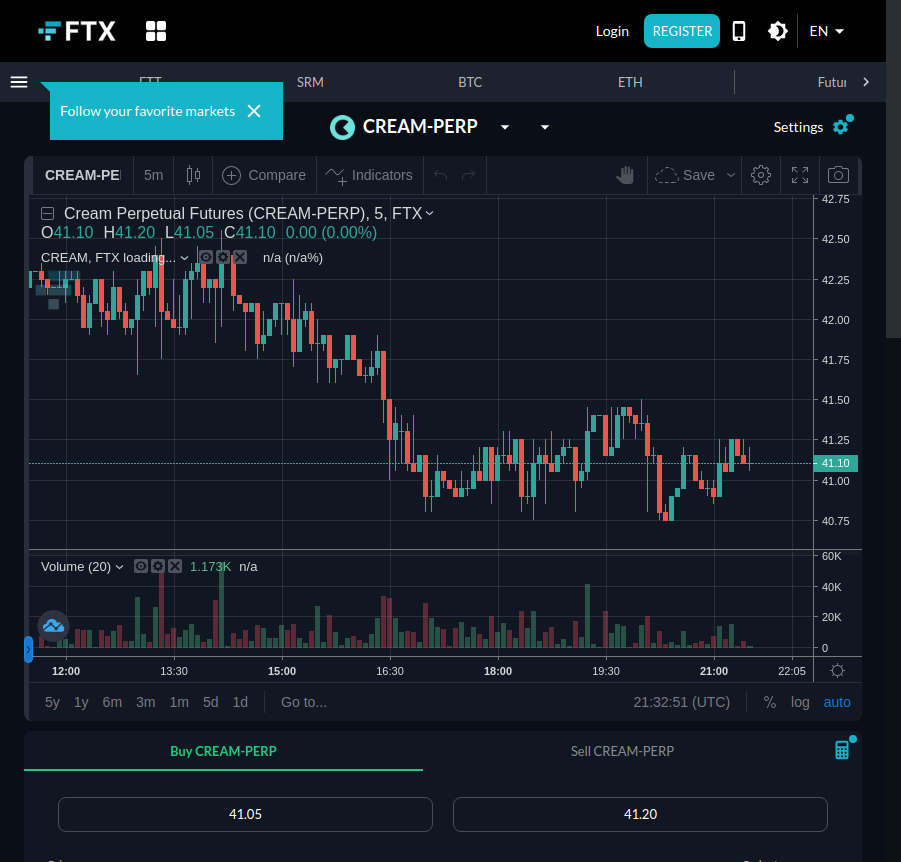 FTX
Login
REGISTER
EN
FTT SRM BTC ETH Futur
Follow your favorite markets
CREAM-PERP
Settings
CREAM-PE 5m Compare Indicators Save
Cream Perpetual Futures (CREAM-PERP), 5, FTX
O41.10 H41.20 L41.05 C41.10 0.00 (0.00%)
CREAM, FTX loading... n/a (n/a%)
42.75
42.50
42.25
42.00
41.75
41.50
41.25
41.10
41.00
40.75
Volume (20) 1.173K n/a
60K
40K
20K
0
12:00 13:30 15:00 16:30 18:00 19:30 21:00 22:05
5y 1y 6m 3m 1m 5d 1d Go to... 21:32:51 (UTC) % log auto
Buy CREAM-PERP
Sell CREAM-PERP
41.05
41.20